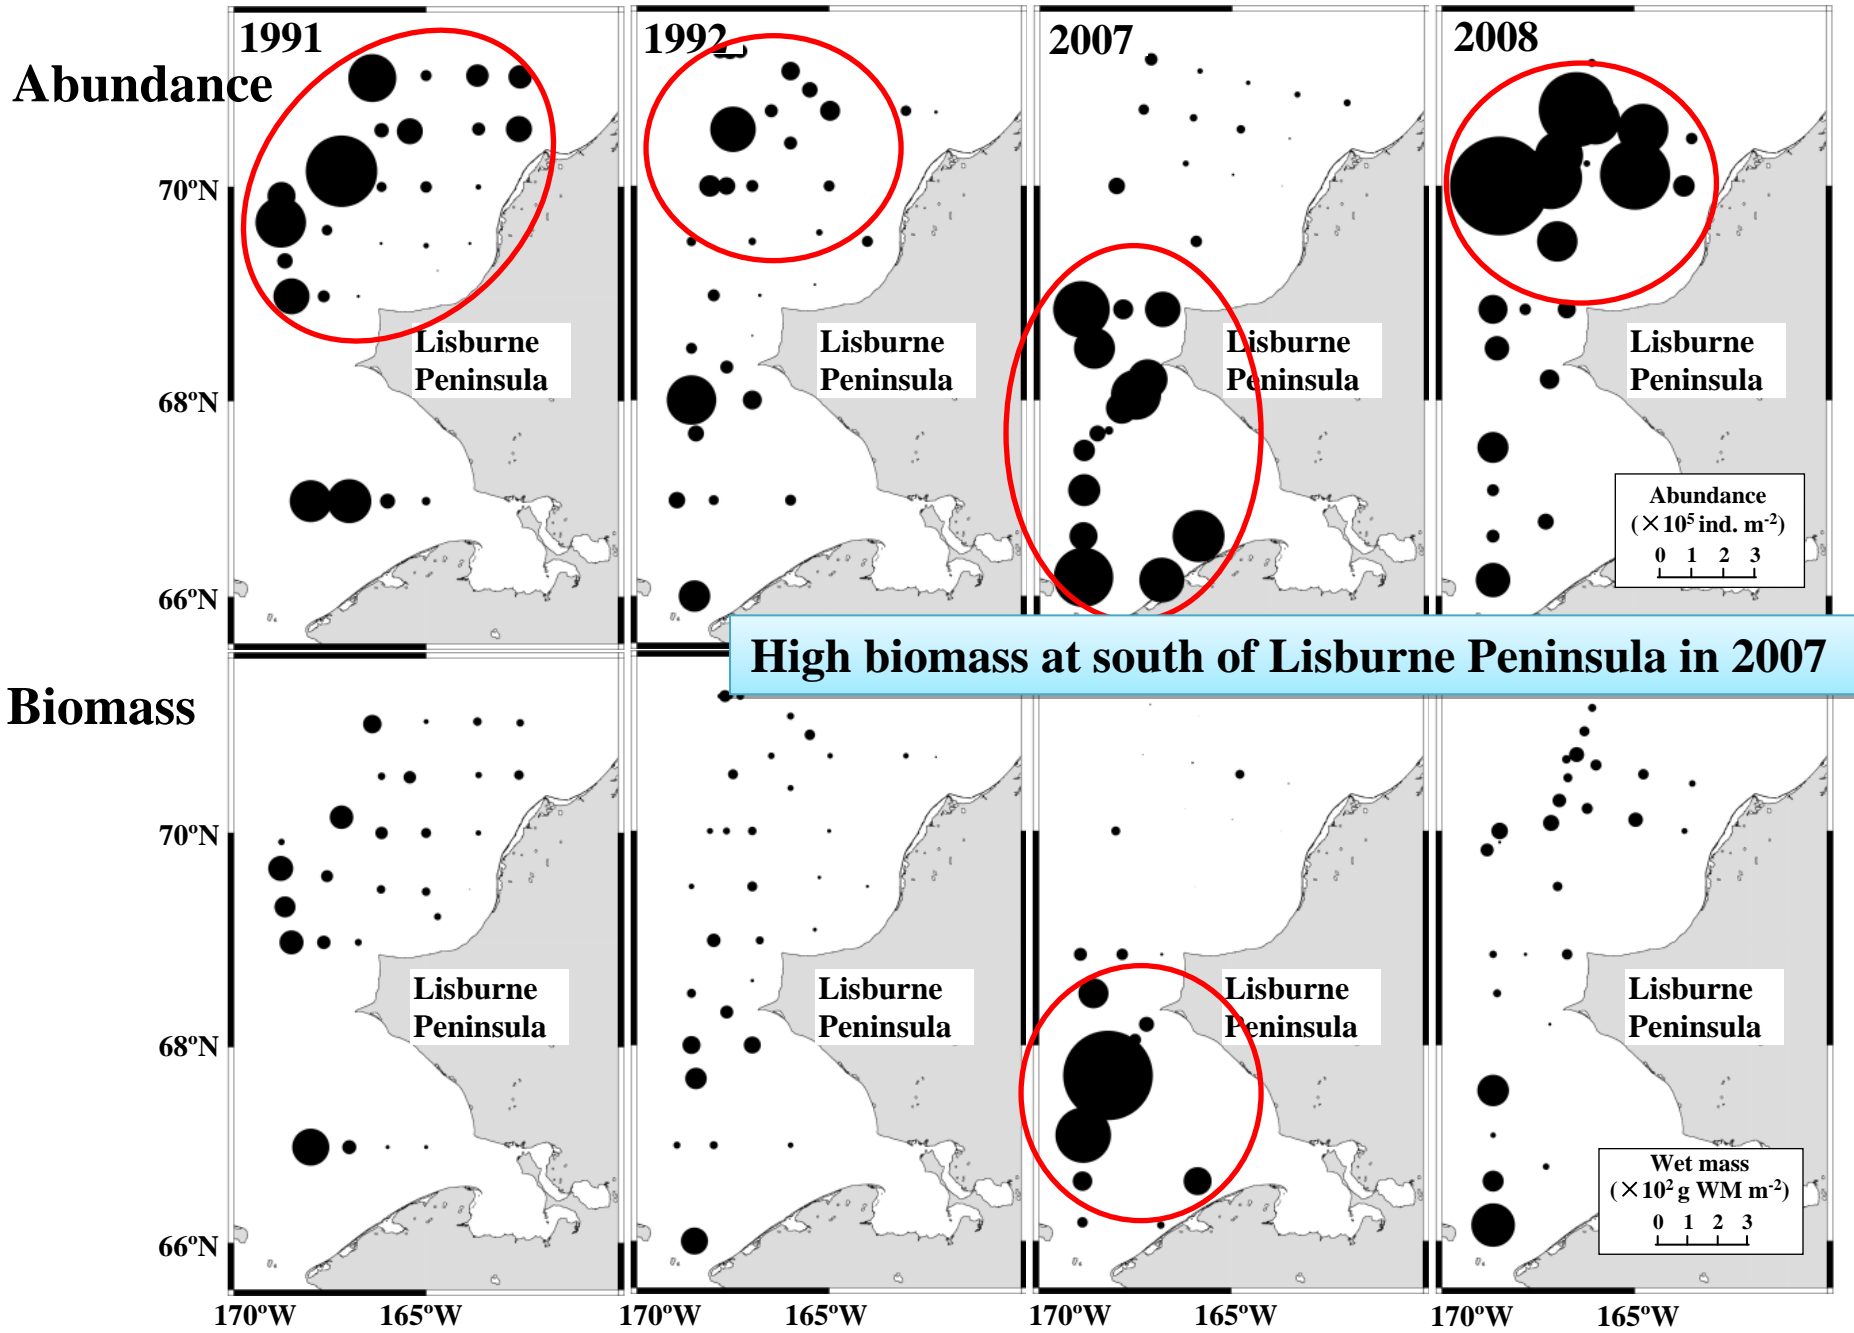 1991
1992
2007
2008
Abundance
70ºN
68ºN
66ºN
Lisburne
Peninsula
Lisburne
Peninsula
Lisburne
Peninsula
Lisburne
Peninsula
Abundance
(×10⁵ ind. m⁻²)
0 1 2 3
High biomass at south of Lisburne Peninsula in 2007
Biomass
70ºN
68ºN
66ºN
Lisburne
Peninsula
Lisburne
Peninsula
Lisburne
Peninsula
Lisburne
Peninsula
Wet mass
(×10² g WM m⁻²)
0 1 2 3
170ºW 165ºW 170ºW 165ºW 170ºW 165ºW 170ºW 165ºW